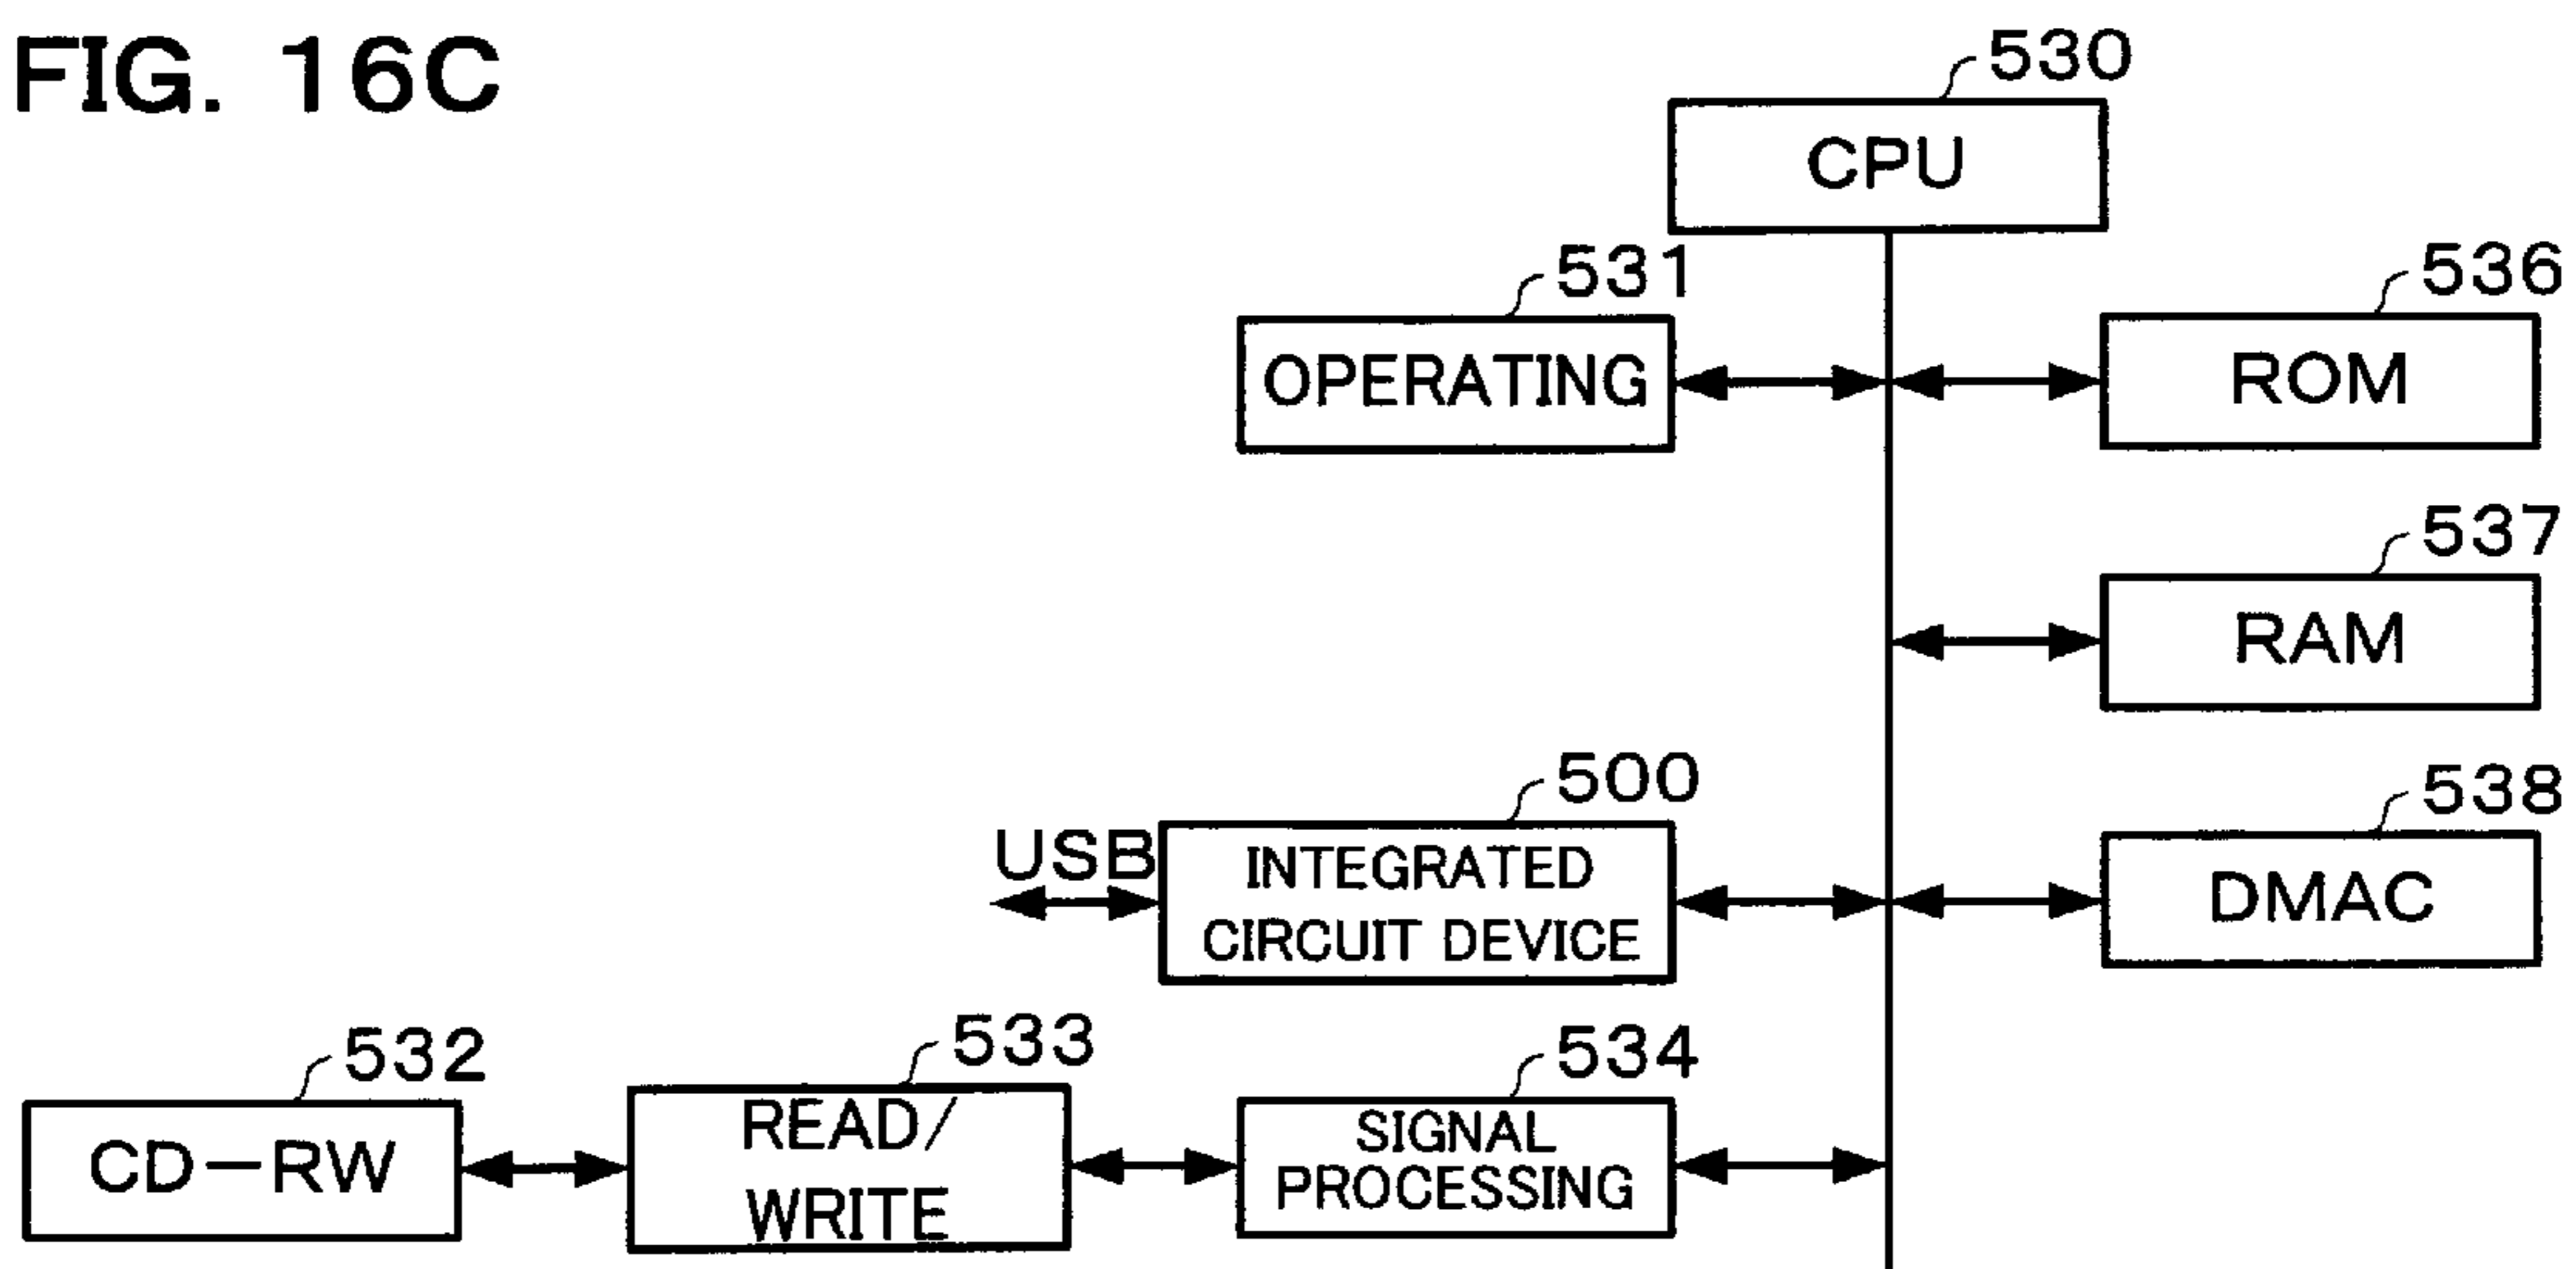 FIG. 16C
530
CPU
531
OPERATING
536
ROM
537
RAM
500
USB
INTEGRATED
CIRCUIT DEVICE
538
DMAC
532
CD-RW
533
READ/
WRITE
534
SIGNAL
PROCESSING